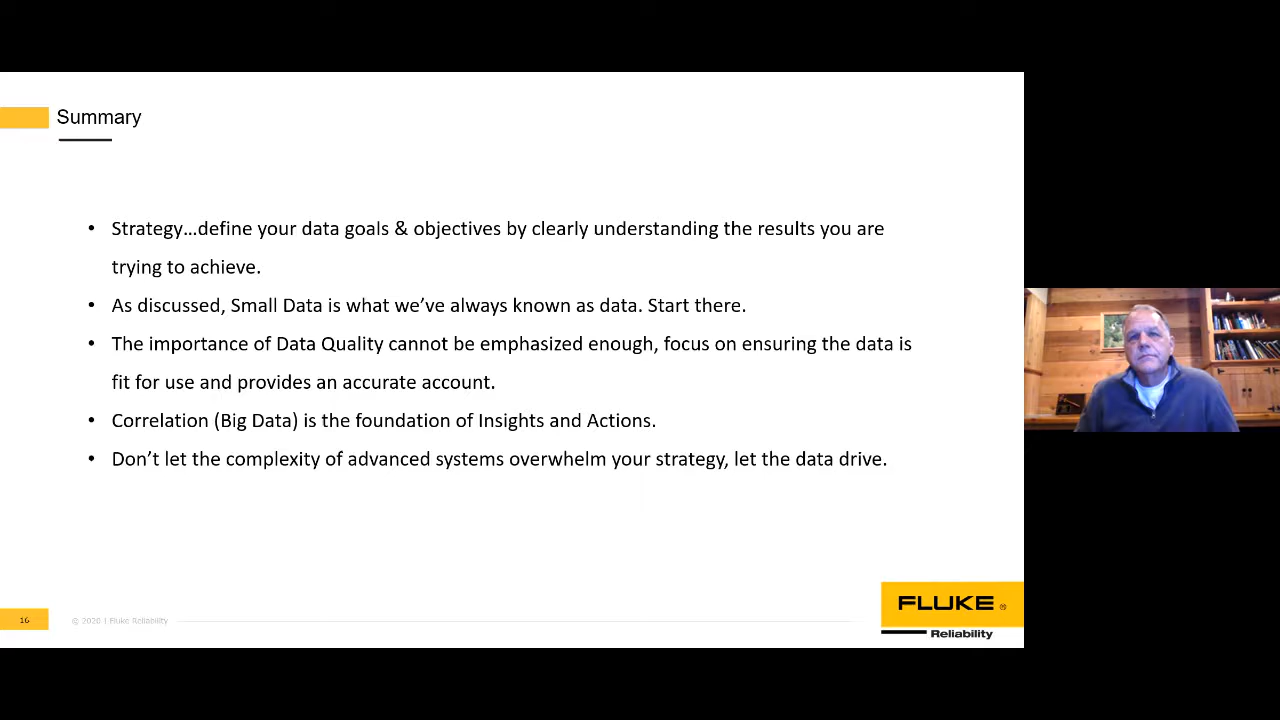 Summary
• Strategy…define your data goals & objectives by clearly understanding the results you are
trying to achieve.
• As discussed, Small Data is what we’ve always known as data. Start there.
• The importance of Data Quality cannot be emphasized enough, focus on ensuring the data is
fit for use and provides an accurate account.
• Correlation (Big Data) is the foundation of Insights and Actions.
• Don’t let the complexity of advanced systems overwhelm your strategy, let the data drive.
16
© 2020 | Fluke Reliability
FLUKE ®
Reliability